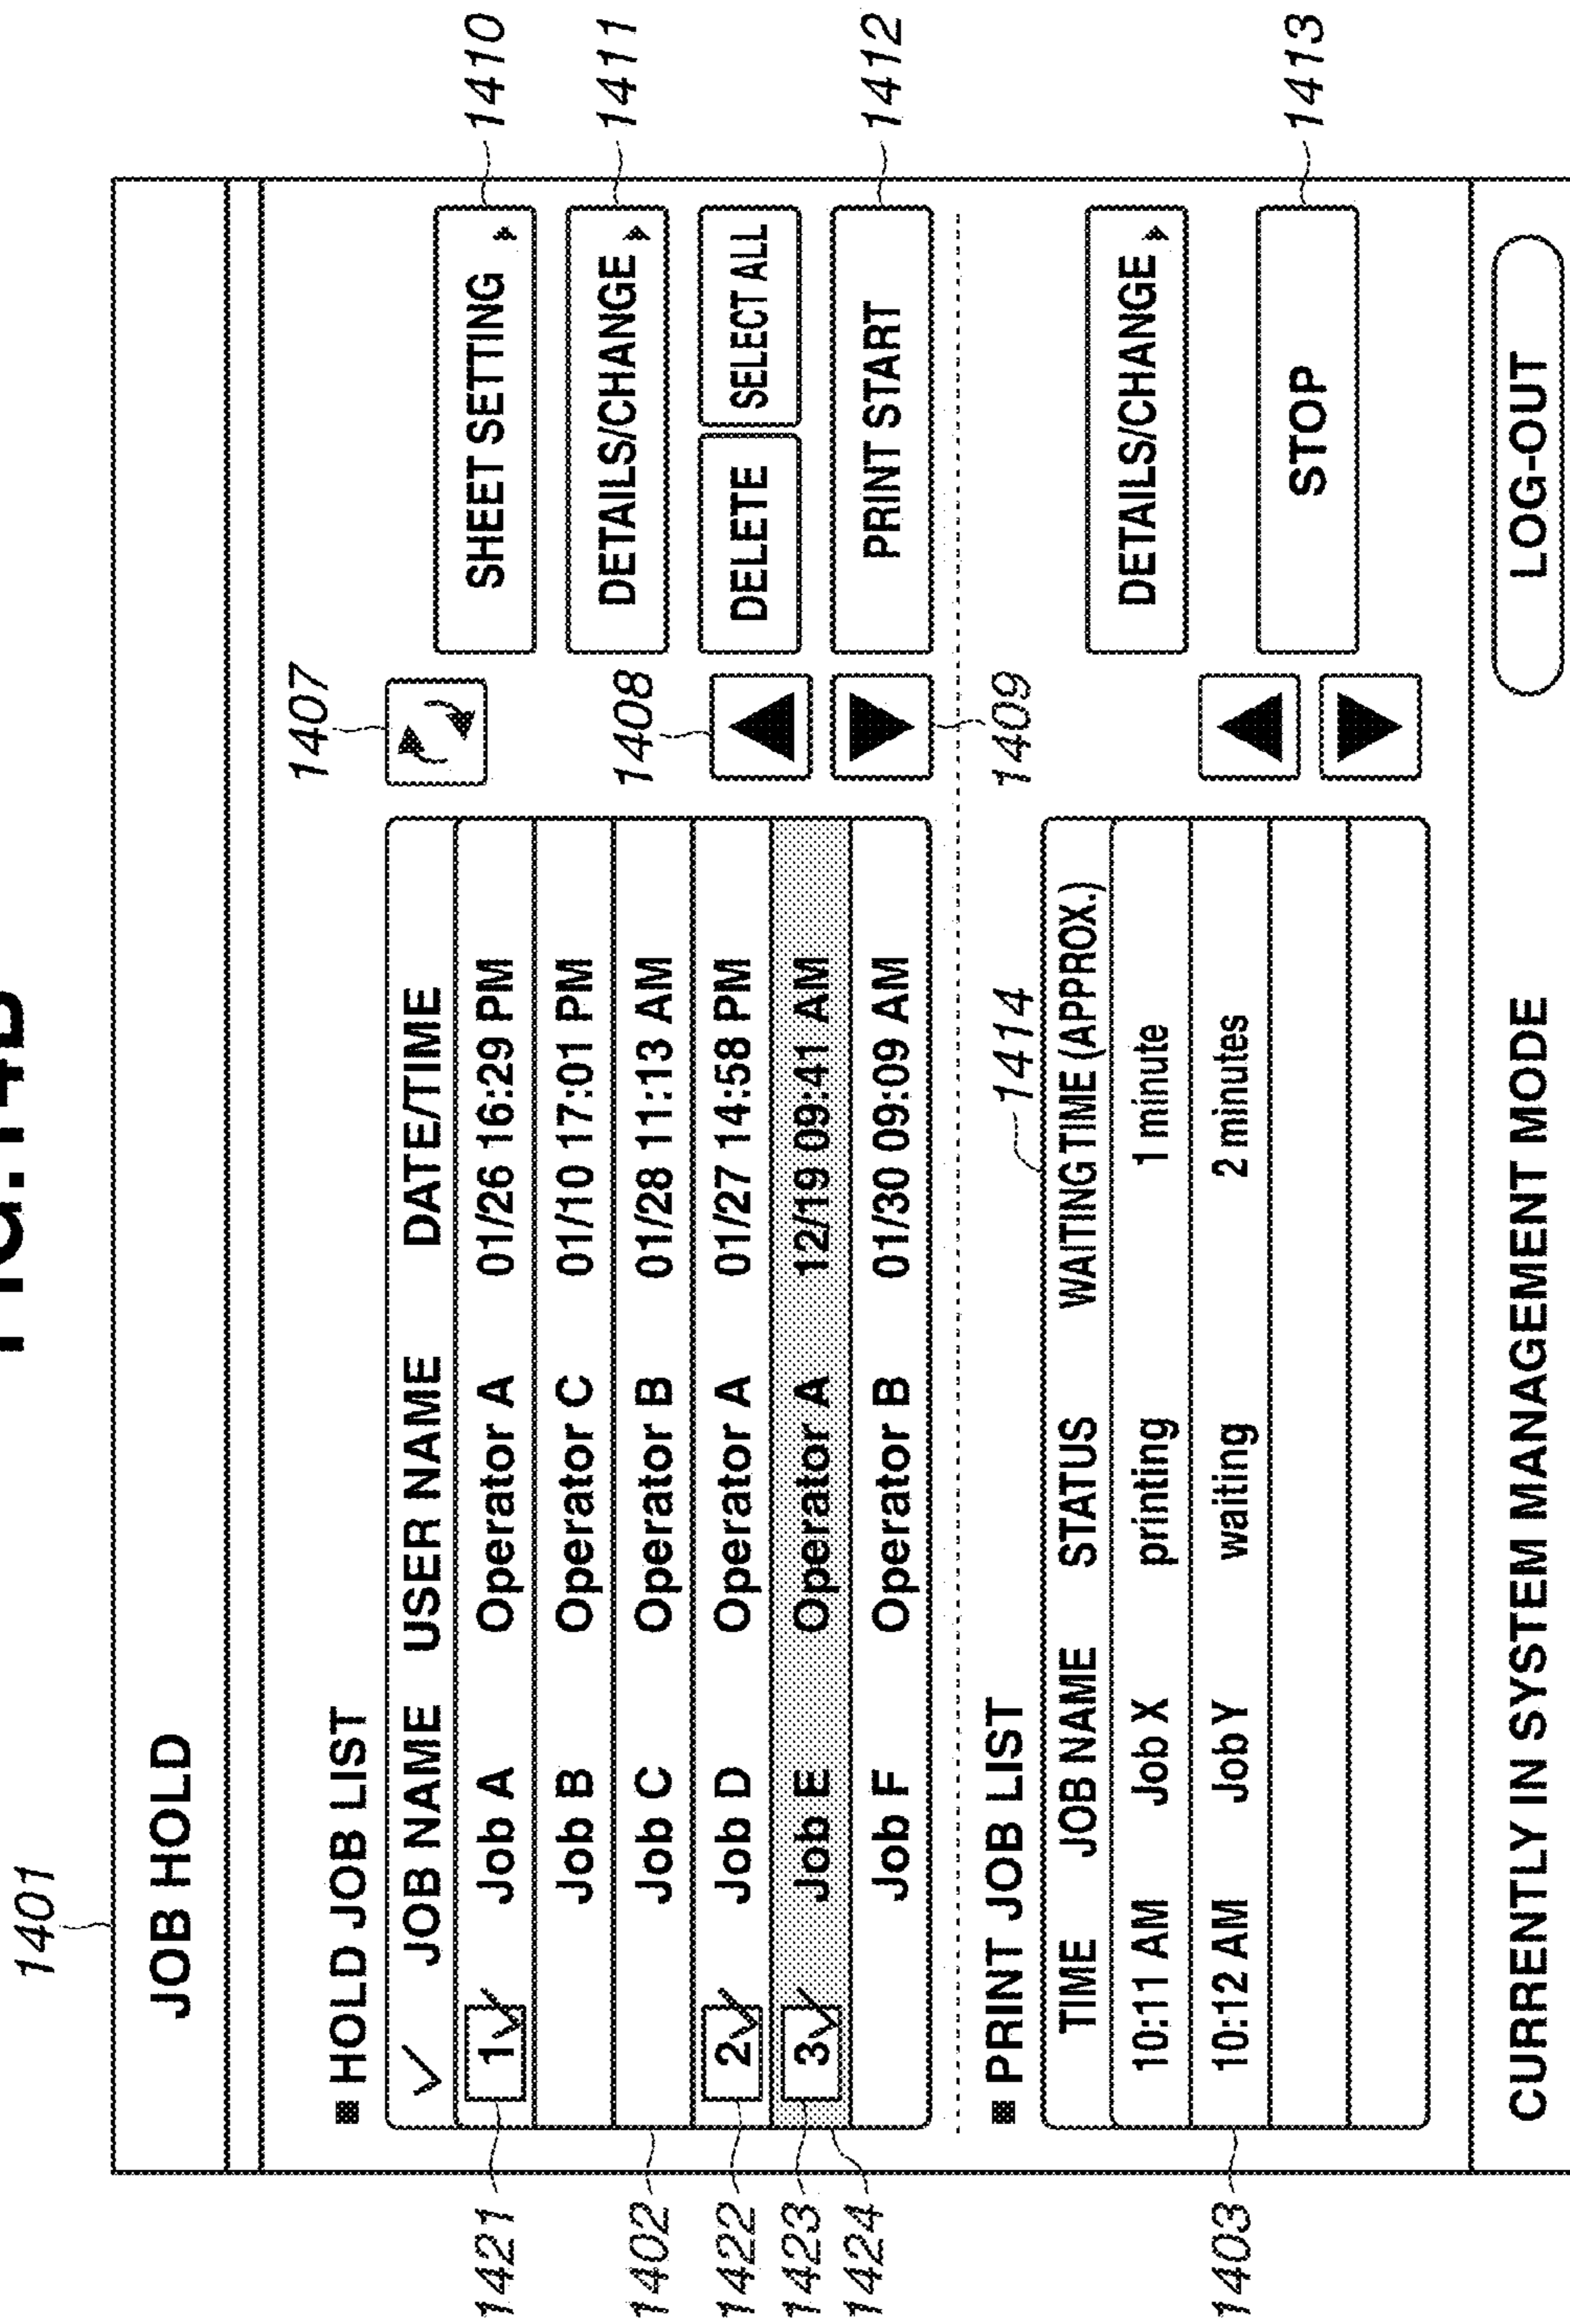 FIG.14B
1401
JOB HOLD
1407
■ HOLD JOB LIST
✓ JOB NAME USER NAME DATE/TIME
1421 1✓ Job A Operator A 01/26 16:29 PM SHEET SETTING 1410
Job B Operator C 01/10 17:01 PM DETAILS/CHANGE 1411
1402 Job C Operator B 01/28 11:13 AM 1408
1422 2✓ Job D Operator A 01/27 14:58 PM DELETE SELECT ALL
1423 3✓ Job E Operator A 12/19 09:41 AM
1424 Job F Operator B 01/30 09:09 AM PRINT START 1412
■ PRINT JOB LIST 1414 1409
TIME JOB NAME STATUS WAITING TIME (APPROX.)
10:11 AM Job X printing 1 minute DETAILS/CHANGE
1403 10:12 AM Job Y waiting 2 minutes
STOP 1413
CURRENTLY IN SYSTEM MANAGEMENT MODE LOG-OUT